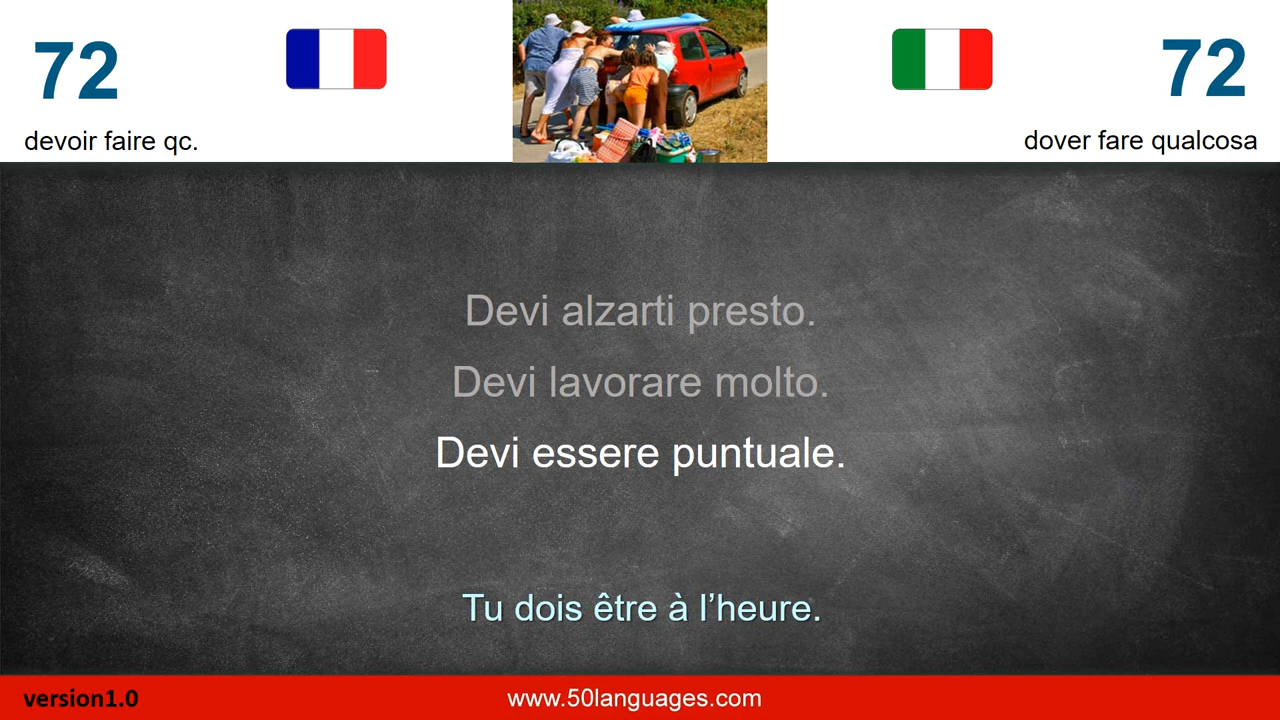 72
72
devoir faire qc.
dover fare qualcosa
Devi alzarti presto.
Devi lavorare molto.
Devi essere puntuale.
Tu dois être à l’heure.
version1.0
www.50languages.com